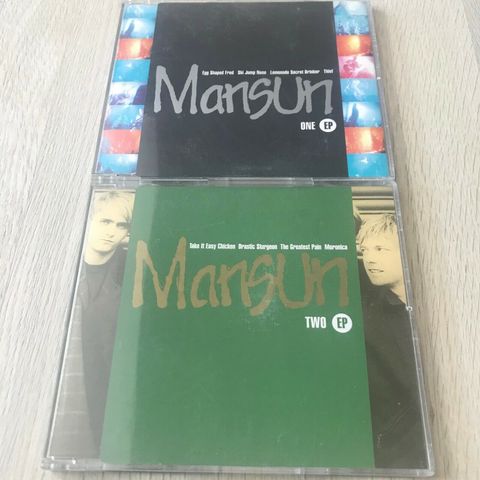 Egg Shaped Fred Ski Jump Nose Lemonade Secret Drinker Thief
Mansun
ONE EP
Take It Easy Chicken Drastic Sturgeon The Greatest Pain Moronica
Mansun
TWO EP